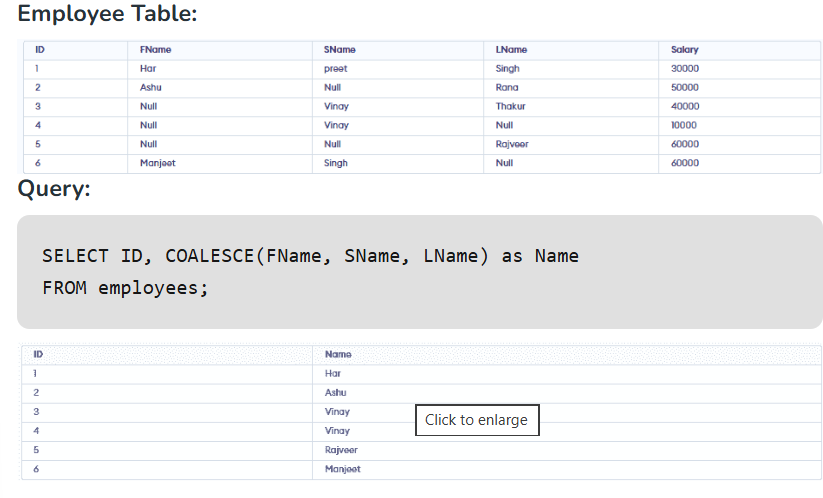 Employee Table:
ID FName SName LName Salary
1 Har preet Singh 30000
2 Ashu Null Rana 50000
3 Null Vinay Thakur 40000
4 Null Vinay Null 10000
5 Null Null Rajveer 60000
6 Manjeet Singh Null 60000
Query:
SELECT ID, COALESCE(FName, SName, LName) as Name
FROM employees;
ID Name
1 Har
2 Ashu
3 Vinay
Click to enlarge
4 Vinay
5 Rajveer
6 Manjeet